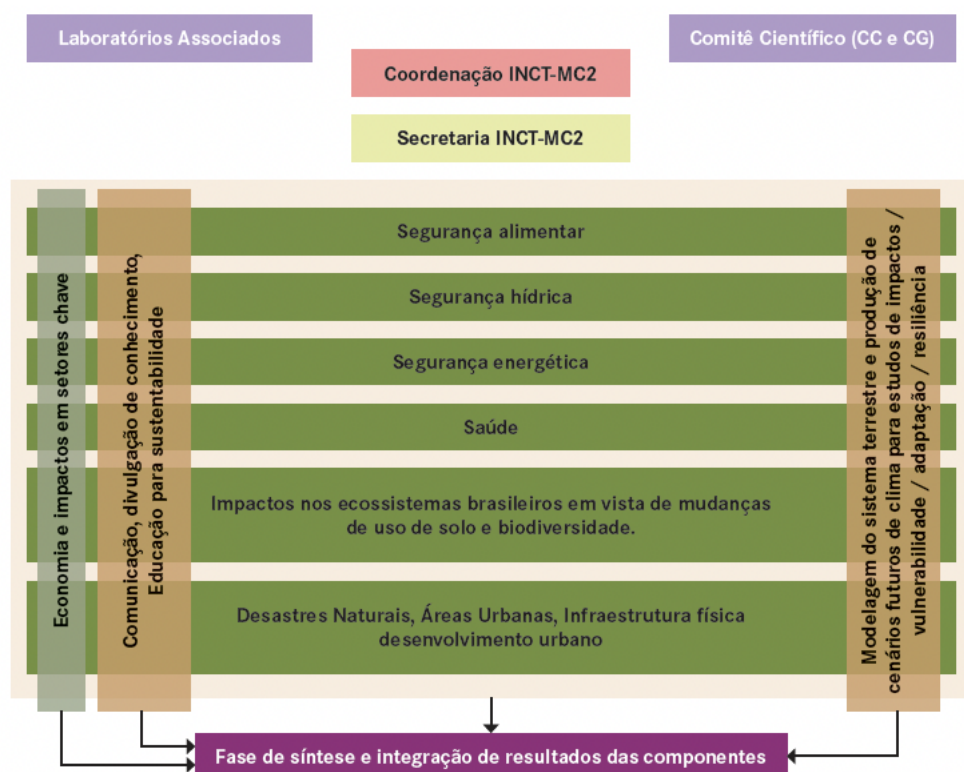 Laboratórios Associados
Comitê Científico (CC e CG)
Coordenação INCT-MC2
Secretaria INCT-MC2
Economia e impactos em setores chave
Comunicação, divulgação de conhecimento,
Educação para sustentabilidade
Segurança alimentar
Segurança hídrica
Segurança energética
Saúde
Impactos nos ecossistemas brasileiros em vista de mudanças
de uso de solo e biodiversidade.
Desastres Naturais, Áreas Urbanas, Infraestrutura física
desenvolvimento urbano
Modelagem do sistema terrestre e produção de
cenários futuros de clima para estudos de impactos /
vulnerabilidade / adaptação / resiliência
Fase de síntese e integração de resultados das componentes